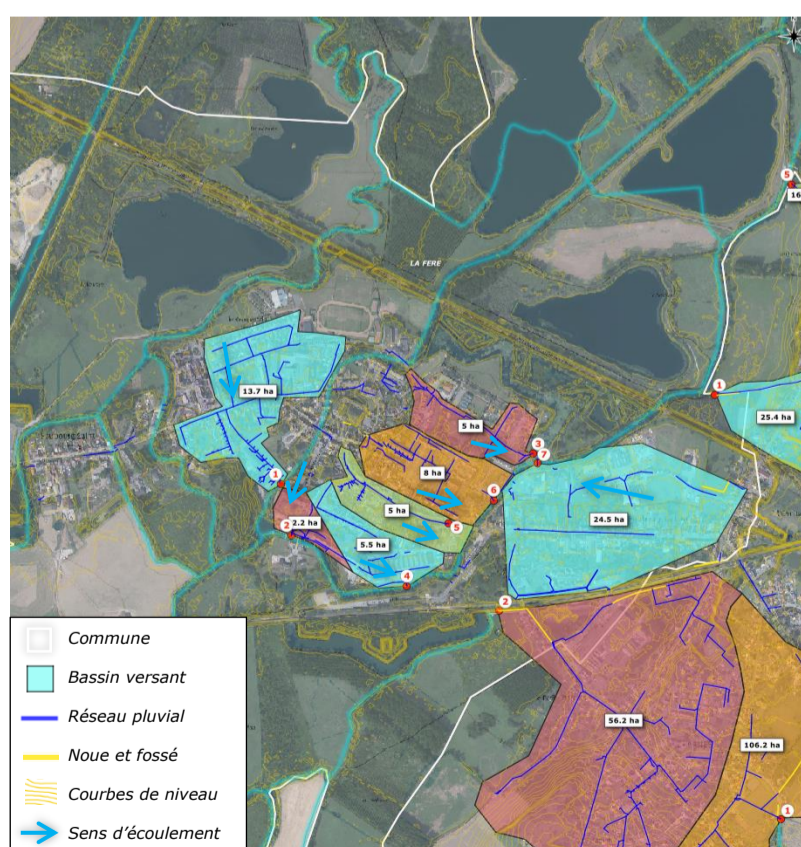 5
16
LA FERE
13.7 ha
5 ha
1
25.4 ha
3
7
8 ha
1
6
2.2 ha
5 ha
5
24.5 ha
2
5.5 ha
4
2
56.2 ha
106.2 ha
1
Commune
Bassin versant
Réseau pluvial
Noue et fossé
Courbes de niveau
Sens d'écoulement